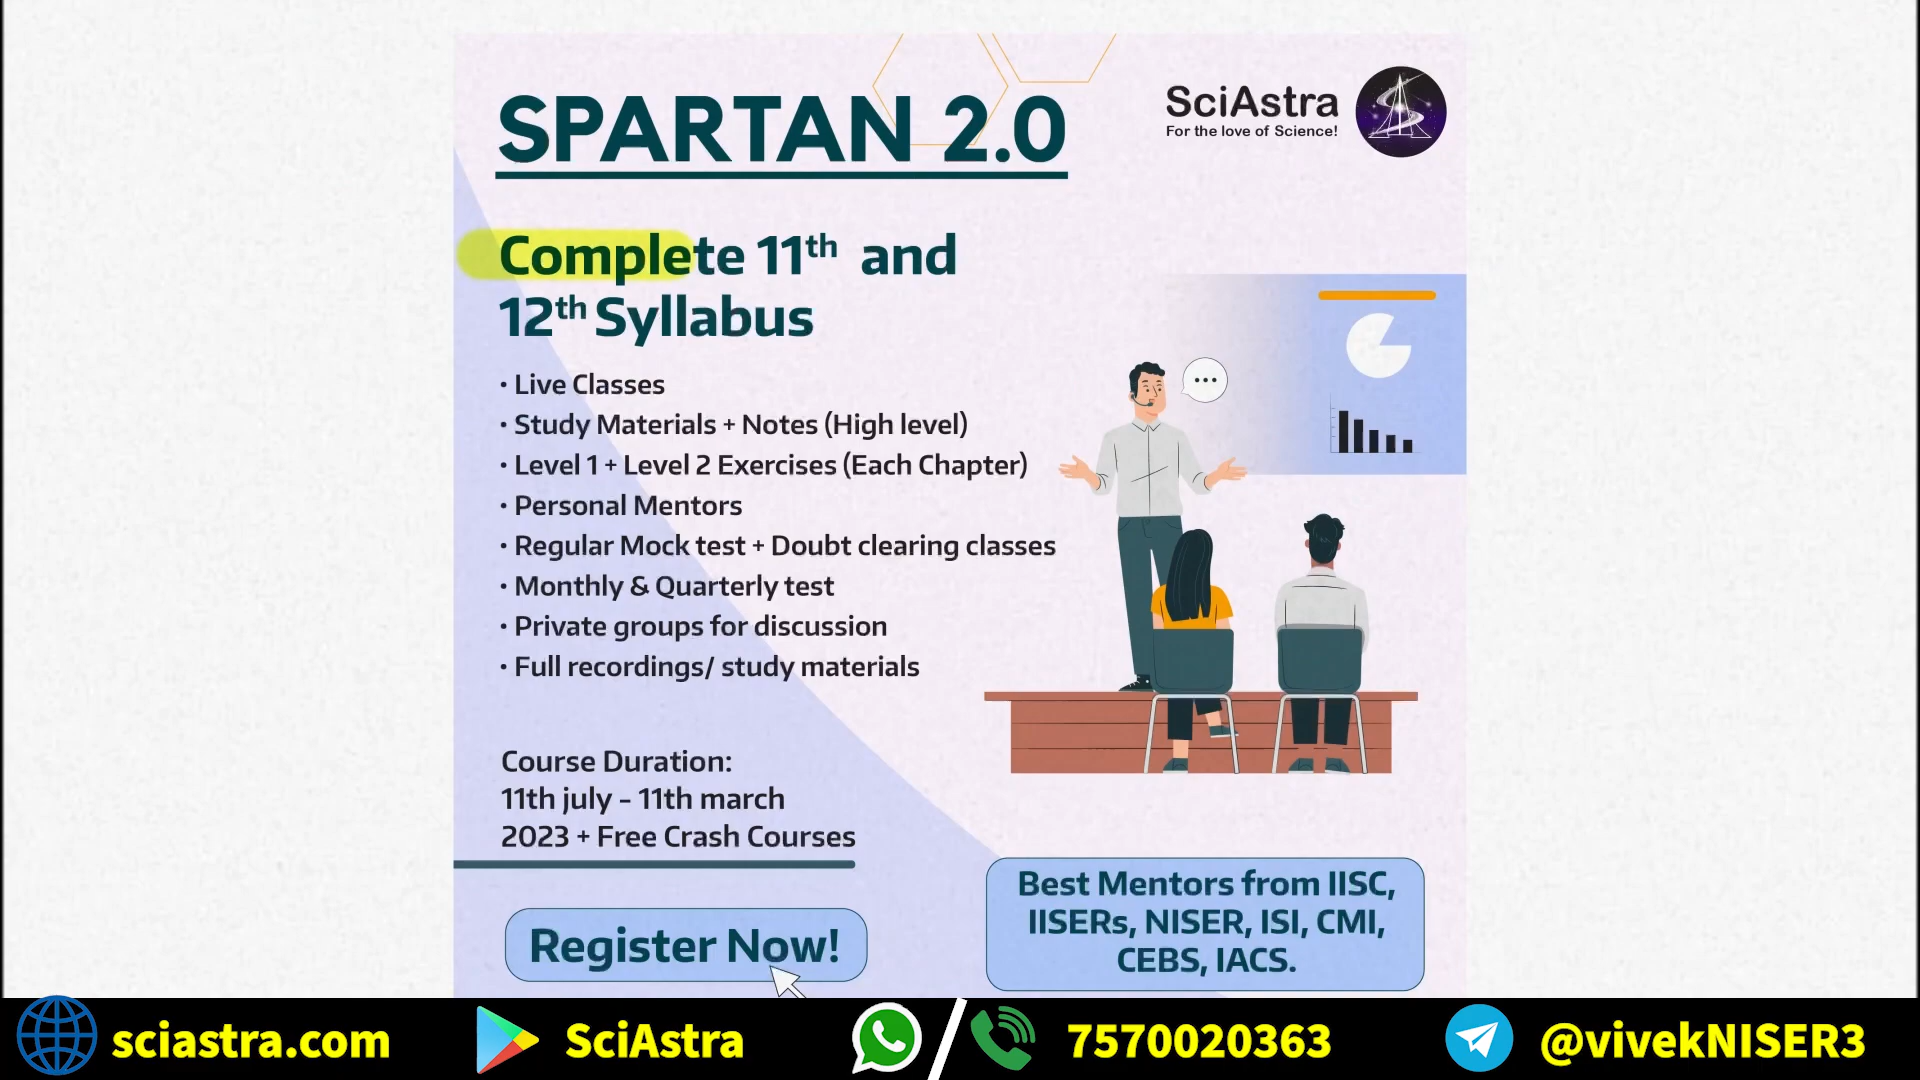 SPARTAN 2.0
SciAstra
For the love of Science!
Complete 11th and
12th Syllabus
• Live Classes
• Study Materials + Notes (High level)
• Level 1 + Level 2 Exercises (Each Chapter)
• Personal Mentors
• Regular Mock test + Doubt clearing classes
• Monthly & Quarterly test
• Private groups for discussion
• Full recordings/ study materials
Course Duration:
11th july - 11th march
2023 + Free Crash Courses
Register Now!
Best Mentors from IISC,
IISERs, NISER, ISI, CMI,
CEBS, IACS.
sciastra.com SciAstra / 7570020363 @vivekNISER3